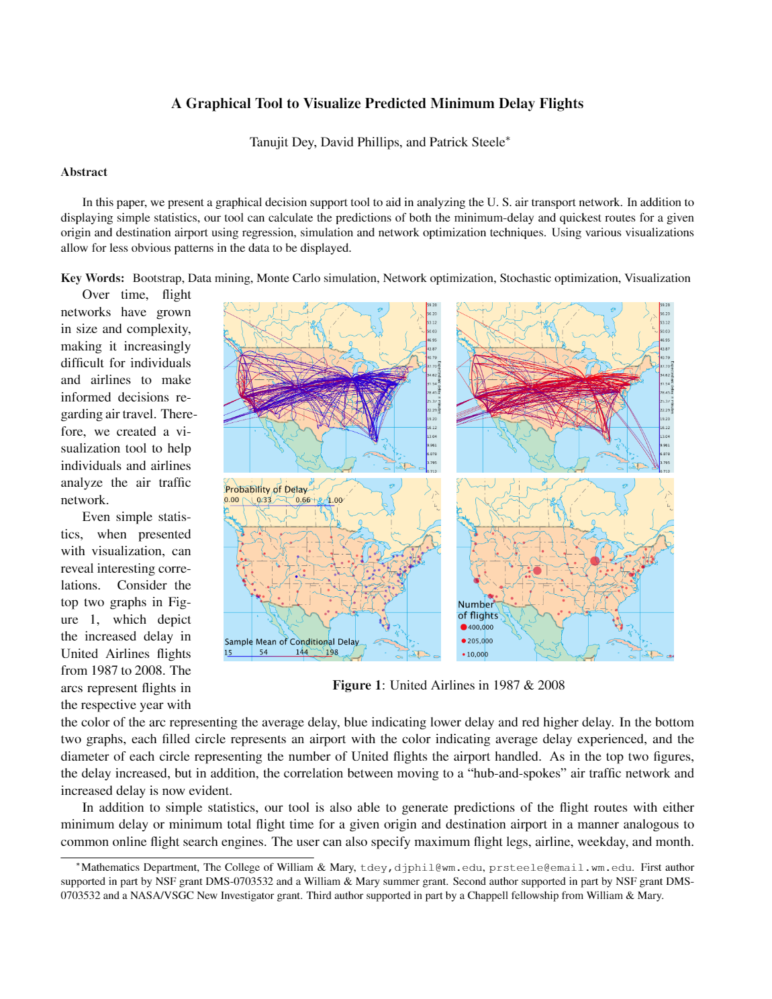 A Graphical Tool to Visualize Predicted Minimum Delay Flights
Tanujit Dey, David Phillips, and Patrick Steele*
Abstract
In this paper, we present a graphical decision support tool to aid in analyzing the U. S. air transport network. In addition to
displaying simple statistics, our tool can calculate the predictions of both the minimum-delay and quickest routes for a given
origin and destination airport using regression, simulation and network optimization techniques. Using various visualizations
allow for less obvious patterns in the data to be displayed.
Key Words: Bootstrap, Data mining, Monte Carlo simulation, Network optimization, Stochastic optimization, Visualization
Over time, flight
networks have grown
in size and complexity,
making it increasingly
difficult for individuals
and airlines to make
informed decisions re-
garding air travel. There-
fore, we created a vi-
sualization tool to help
individuals and airlines
analyze the air traffic
network.
Even simple statis-
tics, when presented
with visualization, can
reveal interesting corre-
lations. Consider the
top two graphs in Fig-
ure 1, which depict
the increased delay in
United Airlines flights
from 1987 to 2008. The
arcs represent flights in
the respective year with
59.28
56.20
53.12
50.03
46.95
43.87
40.79
37.70
34.62
31.54
28.45
25.37
22.29
19.20
16.12
13.04
9.961
6.878
3.795
0.712
59.28
56.20
53.12
50.03
46.95
43.87
40.79
37.70
34.62
31.54
28.45
25.37
22.29
19.20
16.12
13.04
9.961
6.878
3.795
0.712
Probability of Delay
0.00 0.33 0.66 1.00
Sample Mean of Conditional Delay
15 54 144 198
Number
of flights
400,000
205,000
10,000
Figure 1: United Airlines in 1987 & 2008
the color of the arc representing the average delay, blue indicating lower delay and red higher delay. In the bottom
two graphs, each filled circle represents an airport with the color indicating average delay experienced, and the
diameter of each circle representing the number of United flights the airport handled. As in the top two figures,
the delay increased, but in addition, the correlation between moving to a “hub-and-spokes” air traffic network and
increased delay is now evident.
In addition to simple statistics, our tool is also able to generate predictions of the flight routes with either
minimum delay or minimum total flight time for a given origin and destination airport in a manner analogous to
common online flight search engines. The user can also specify maximum flight legs, airline, weekday, and month.
*Mathematics Department, The College of William & Mary, tdey,djphil@wm.edu, prsteele@email.wm.edu. First author
supported in part by NSF grant DMS-0703532 and a William & Mary summer grant. Second author supported in part by NSF grant DMS-
0703532 and a NASA/VSGC New Investigator grant. Third author supported in part by a Chappell fellowship from William & Mary.